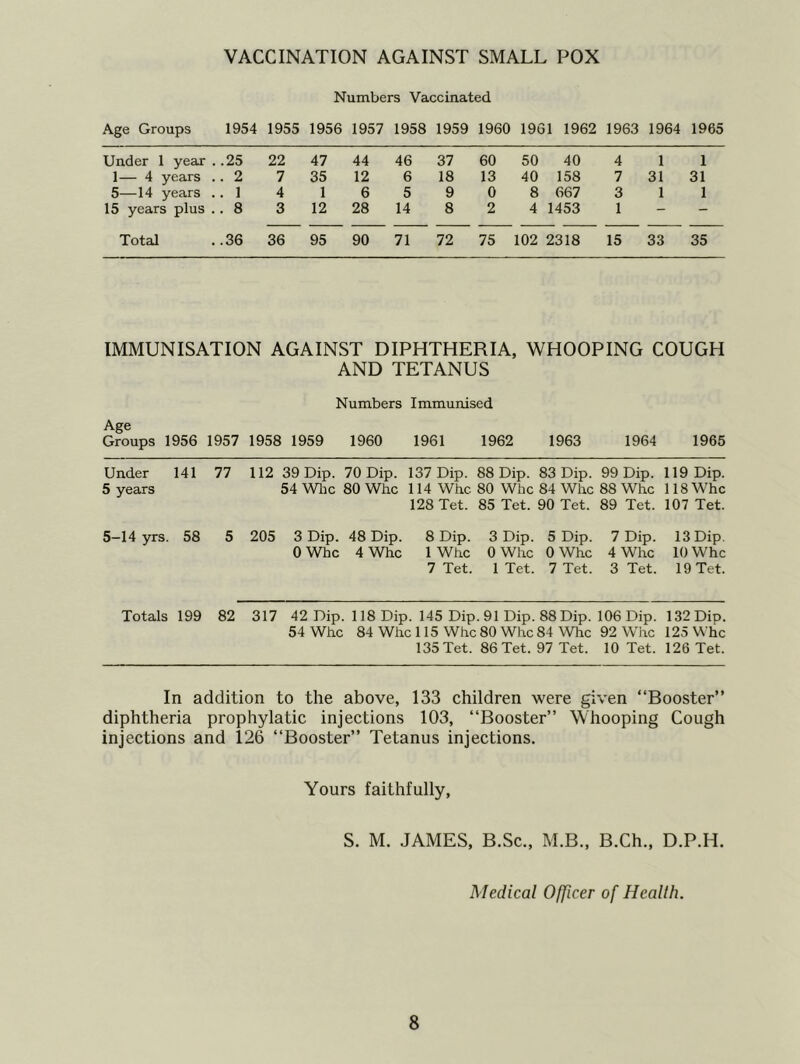 VACCINATION AGAINST SMALL POX
Numbers Vaccinated
Age Groups 1954 1955 1956 1957 1958 1959 1960 1961 1962 1963 1964 1965
Under 1 year . .25 22 47 44 46 37 60 50 40 4 1 1
1— 4 years . . 2 7 35 12 6 18 13 40 158 7 31 31
5—14 years . . 1 4 1 6 5 9 0 8 667 3 1 1
15 years plus . . 8 3 12 28 14 8 2 4 1453 1 – –
Total . .36 36 95 90 71 72 75 102 2318 15 33 35
IMMUNISATION AGAINST DIPHTHERIA, WHOOPING COUGH
AND TETANUS
Numbers Immunised
Age
Groups 1956 1957 1958 1959 1960 1961 1962 1963 1964 1965
Under 141 77 112 39 Dip. 70 Dip. 137 Dip. 88 Dip. 83 Dip. 99 Dip. 119 Dip.
5 years 54 Whc 80 Whc 114 Whc 80 Whc 84 Whc 88 Whc 118 Whc
128 Tet. 85 Tet. 90 Tet. 89 Tet. 107 Tet.
5-14 yrs. 58 5 205 3 Dip. 48 Dip. 8 Dip. 3 Dip. 5 Dip. 7 Dip. 13 Dip.
0 Whc 4 Whc 1 Whc 0 Whc 0 Whc 4 Whc 10 Whc
7 Tet. 1 Tet. 7 Tet. 3 Tet. 19 Tet.
Totals 199 82 317 42 Dip. 118 Dip. 145 Dip. 91 Dip. 88 Dip. 106 Dip. 132 Dip.
54 Whc 84 Whc 115 Whc 80 Whc 84 Whc 92 Whc 125 Whc
135 Tet. 86 Tet. 97 Tet. 10 Tet. 126 Tet.
In addition to the above, 133 children were given "Booster"
diphtheria prophylatic injections 103, "Booster" Whooping Cough
injections and 126 "Booster" Tetanus injections.
Yours faithfully,
S. M. JAMES, B.Sc., M.B., B.Ch., D.P.H.
Medical Officer of Health.
8